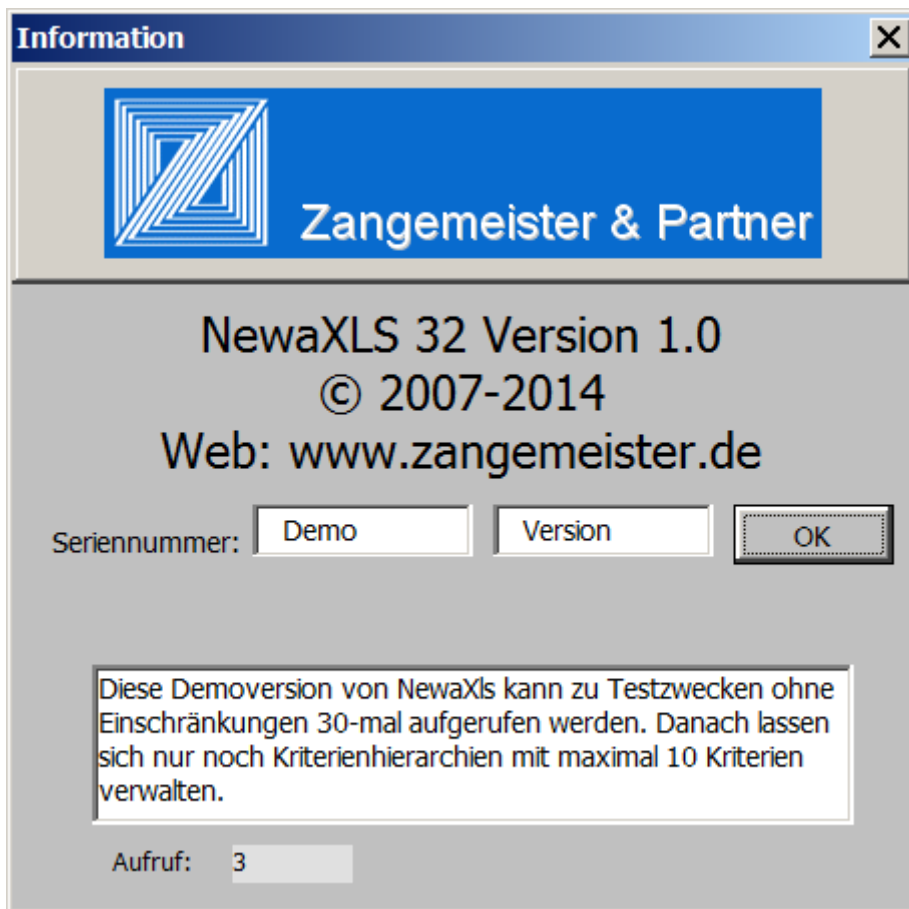 Information
Zangemeister & Partner
NewaXLS 32 Version 1.0
© 2007-2014
Web: www.zangemeister.de
Seriennummer: Demo Version OK
Diese Demoversion von NewaXls kann zu Testzwecken ohne
Einschränkungen 30-mal aufgerufen werden. Danach lassen
sich nur noch Kriterienhierarchien mit maximal 10 Kriterien
verwalten.
Aufruf: 3